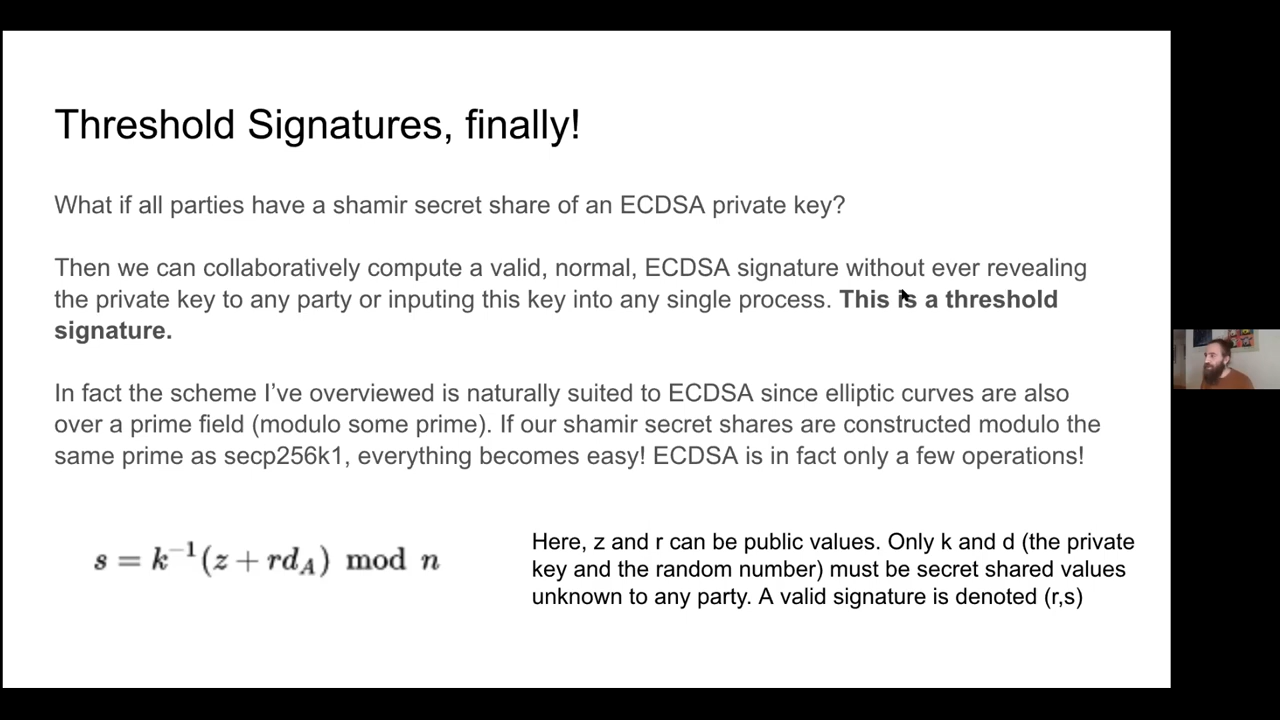 Threshold Signatures, finally!
What if all parties have a shamir secret share of an ECDSA private key?
Then we can collaboratively compute a valid, normal, ECDSA signature without ever revealing
the private key to any party or inputing this key into any single process. This is a threshold
signature.
In fact the scheme I've overviewed is naturally suited to ECDSA since elliptic curves are also
over a prime field (modulo some prime). If our shamir secret shares are constructed modulo the
same prime as secp256k1, everything becomes easy! ECDSA is in fact only a few operations!
s = k⁻¹(z + rd_A) mod n
Here, z and r can be public values. Only k and d (the private
key and the random number) must be secret shared values
unknown to any party. A valid signature is denoted (r,s)